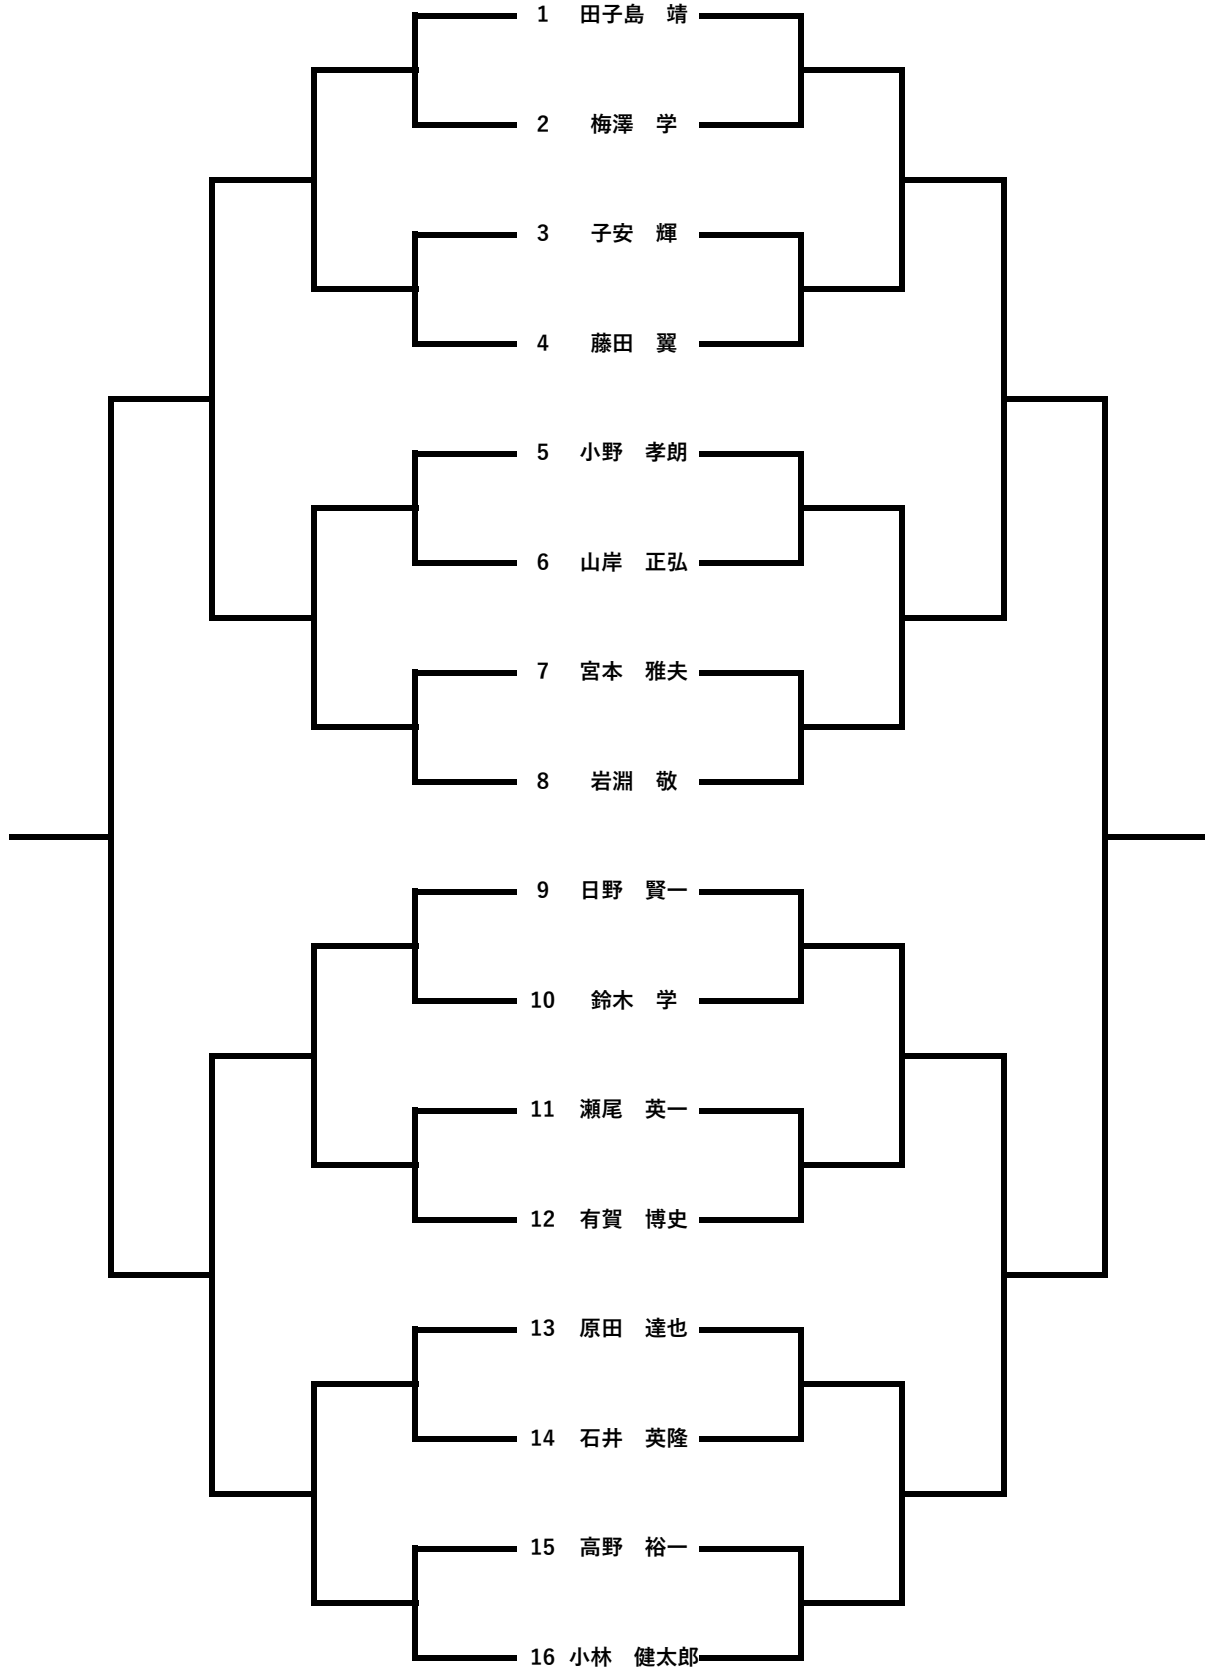 1 田子島　靖
2 梅澤　学
3 子安　輝
4 藤田　翼
5 小野　孝朗
6 山岸　正弘
7 宮本　雅夫
8 岩淵　敬
9 日野　賢一
10 鈴木　学
11 瀬尾　英一
12 有賀　博史
13 原田　達也
14 石井　英隆
15 高野　裕一
16 小林　健太郎